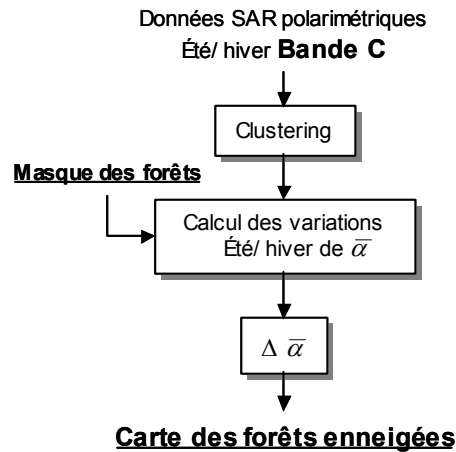 Données SAR polarimétriques
Été/ hiver Bande C
Clustering
Masque des forêts
Calcul des variations
Été/ hiver de α̅
Δ α̅
Carte des forêts enneigées